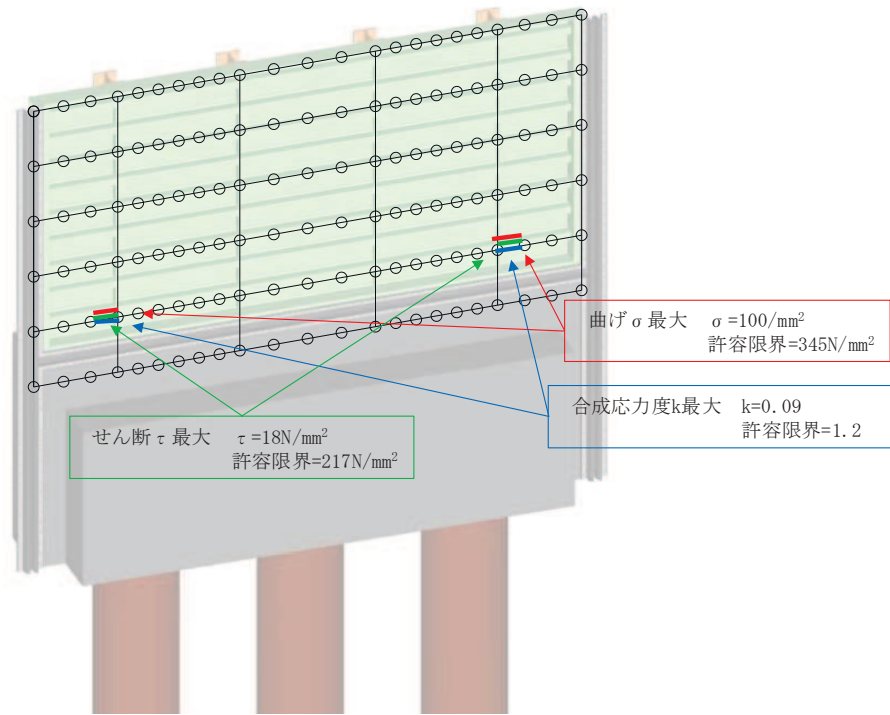 曲げσ最大 σ=100/mm²
許容限界=345N/mm²
合成応力度k最大 k=0.09
許容限界=1.2
せん断τ最大 τ=18N/mm²
許容限界=217N/mm²